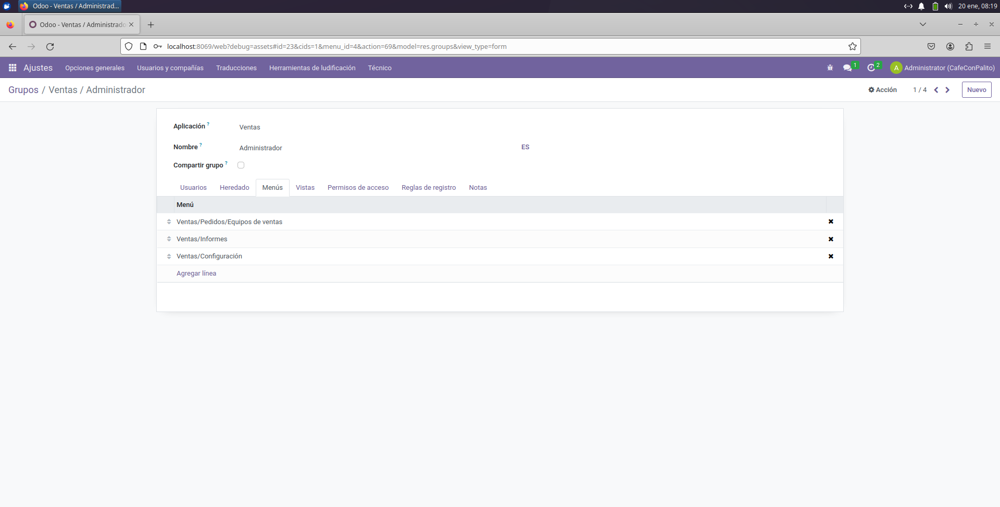 Odoo - Ventas / Administrad...
20 ene, 08:19
Odoo - Ventas / Administrado
localhost:8069/web?debug=assets#id=23&cids=1&menu_id=4&action=69&model=res.groups&view_type=form
Ajustes Opciones generales Usuarios y compañías Traducciones Herramientas de ludificación Técnico 1 2 A Administrator (CafeConPalito)
Grupos / Ventas / Administrador Acción 1 / 4 Nuevo
Aplicación ? Ventas
Nombre ? Administrador ES
Compartir grupo ?
Usuarios Heredado Menús Vistas Permisos de acceso Reglas de registro Notas
Menú
Ventas/Pedidos/Equipos de ventas
Ventas/Informes
Ventas/Configuración
Agregar línea